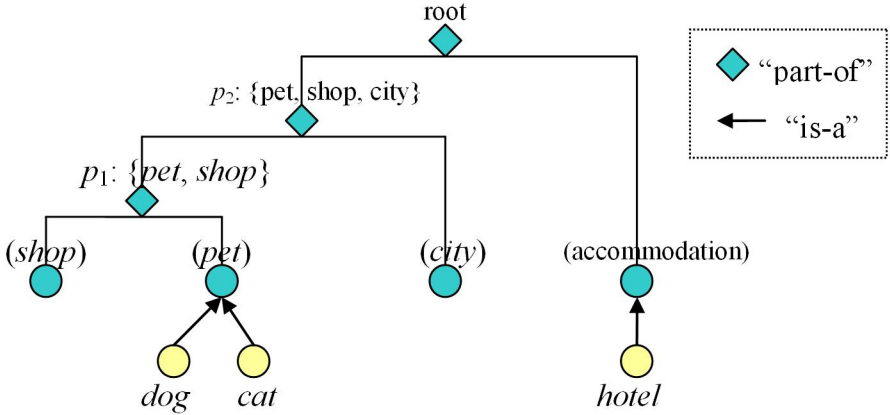 root
“part-of”
“is-a”
p₂: {pet, shop, city}
p₁: {pet, shop}
(shop) (pet) (city) (accommodation)
dog cat hotel